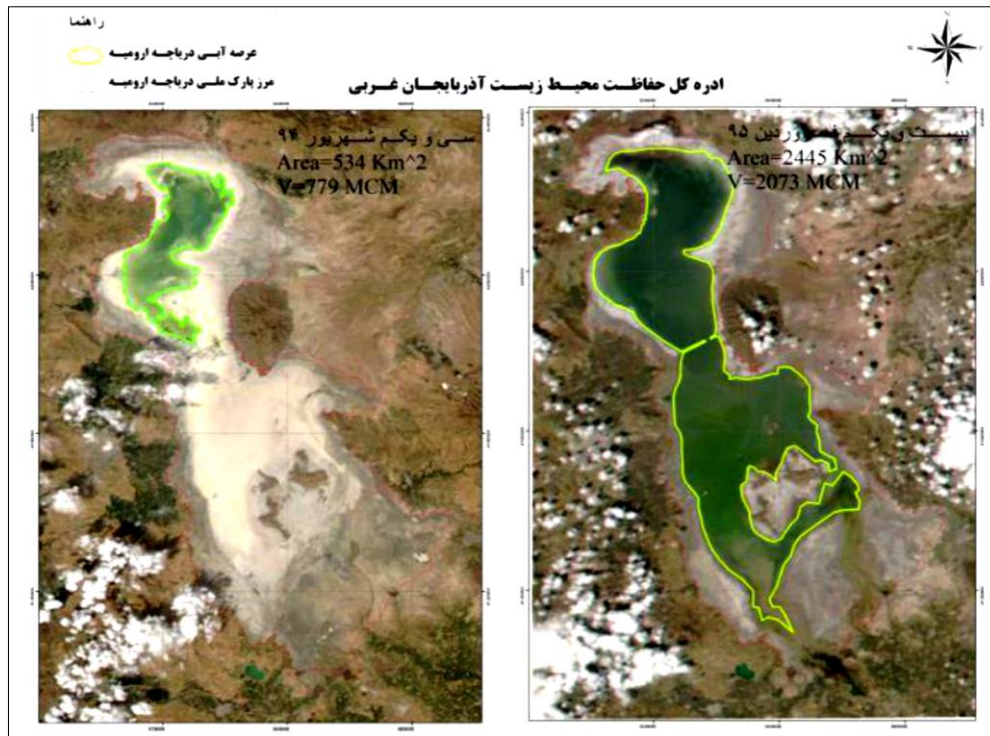 راهنما
عرصه آبی دریاچه ارومیه
مرز پارک ملی دریاچه ارومیه
ادره کل حفاظت محیط زیست آذربایجان غربی
سی و یکم شهریور ۹۴
Area=534 Km^2
V=779 MCM
بیست و یکم فروردین ۹۵
Area=2445 Km^2
V=2073 MCM